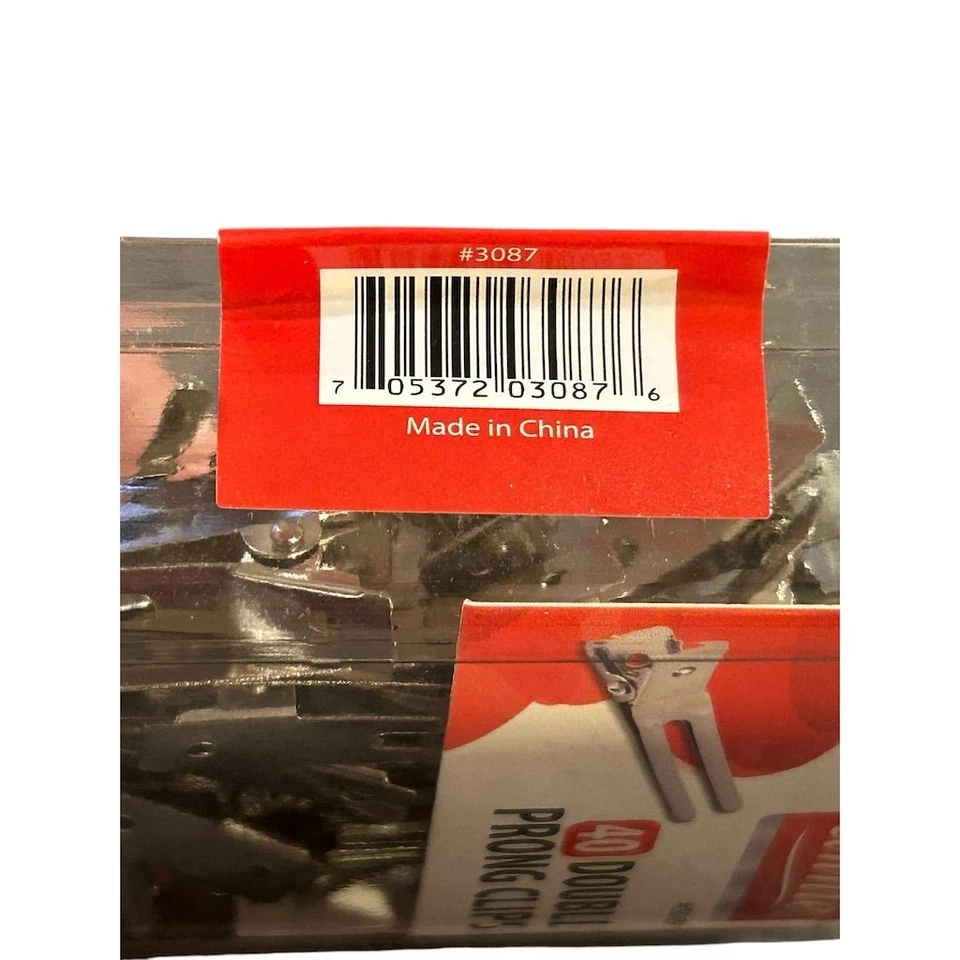 #3087
7 05372 03087 6
Made in China
40 DOUBLE
PRONG CLIPS